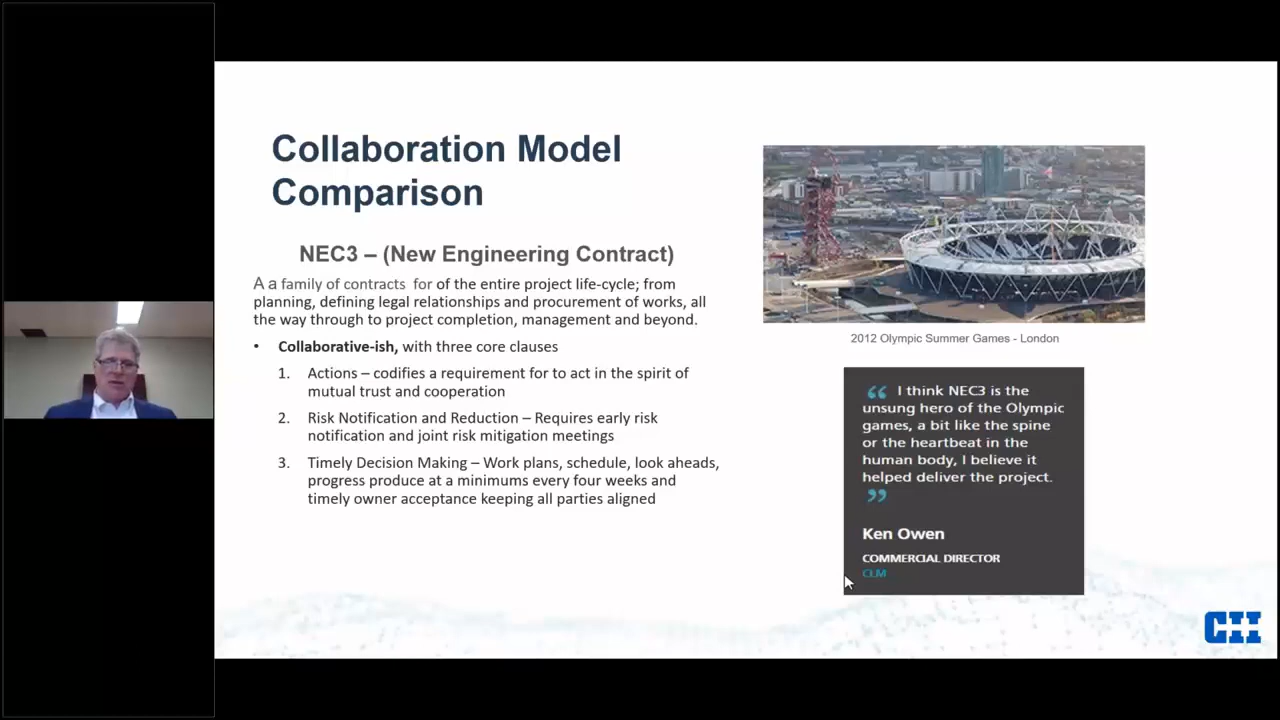 Collaboration Model
Comparison
NEC3 – (New Engineering Contract)
A a family of contracts for of the entire project life-cycle; from
planning, defining legal relationships and procurement of works, all
the way through to project completion, management and beyond.
• Collaborative-ish, with three core clauses
1. Actions – codifies a requirement for to act in the spirit of
mutual trust and cooperation
2. Risk Notification and Reduction – Requires early risk
notification and joint risk mitigation meetings
3. Timely Decision Making – Work plans, schedule, look aheads,
progress produce at a minimums every four weeks and
timely owner acceptance keeping all parties aligned
2012 Olympic Summer Games - London
“ I think NEC3 is the
unsung hero of the Olympic
games, a bit like the spine
or the heartbeat in the
human body, I believe it
helped deliver the project.
”
Ken Owen
COMMERCIAL DIRECTOR
CLM
CII